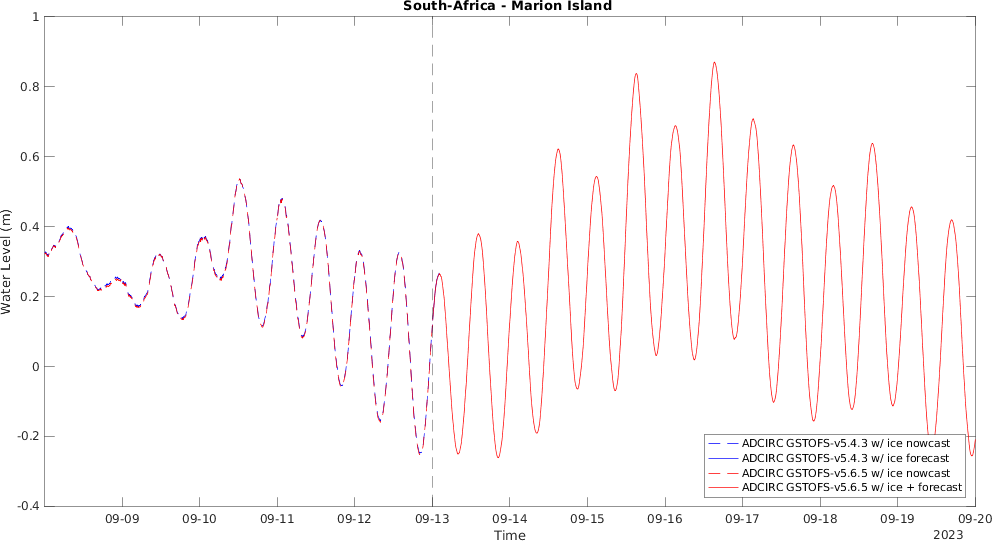 South-Africa - Marion Island
Water Level (m)
1
0.8
0.6
0.4
0.2
0
-0.2
-0.4
ADCIRC GSTOFS-v5.4.3 w/ ice nowcast
ADCIRC GSTOFS-v5.4.3 w/ ice forecast
ADCIRC GSTOFS-v5.6.5 w/ ice nowcast
ADCIRC GSTOFS-v5.6.5 w/ ice + forecast
09-09 09-10 09-11 09-12 09-13 09-14 09-15 09-16 09-17 09-18 09-19 09-20
Time
2023